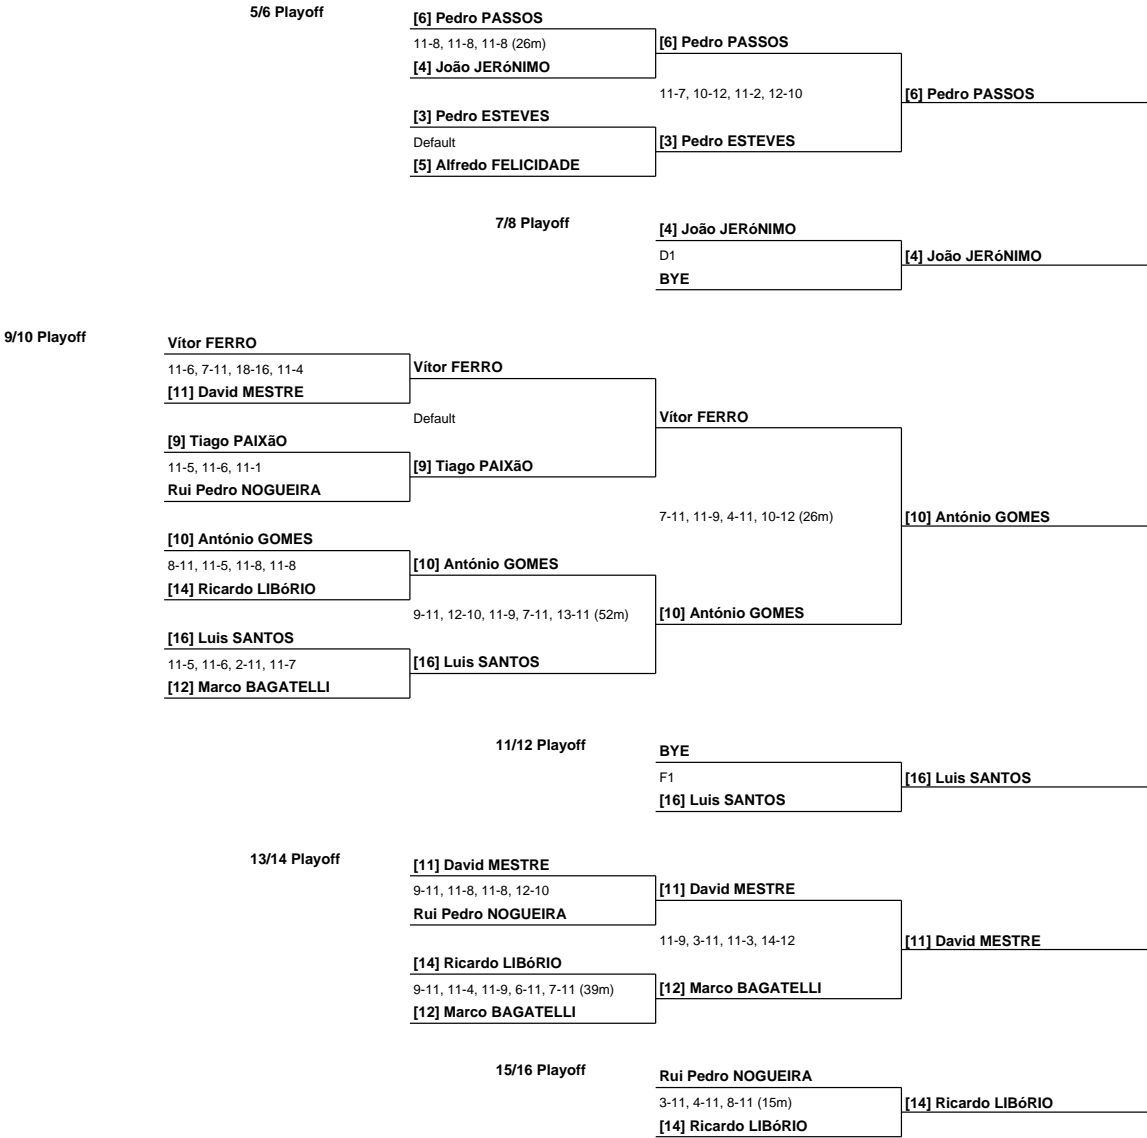 5/6 Playoff
[6] Pedro PASSOS
11-8, 11-8, 11-8 (26m)
[6] Pedro PASSOS
[4] João JERóNIMO
11-7, 10-12, 11-2, 12-10
[6] Pedro PASSOS
[3] Pedro ESTEVES
Default
[3] Pedro ESTEVES
[5] Alfredo FELICIDADE
7/8 Playoff
[4] João JERóNIMO
D1
[4] João JERóNIMO
BYE
9/10 Playoff
Vítor FERRO
11-6, 7-11, 18-16, 11-4
Vítor FERRO
[11] David MESTRE
Default
Vítor FERRO
[9] Tiago PAIXãO
11-5, 11-6, 11-1
[9] Tiago PAIXãO
Rui Pedro NOGUEIRA
7-11, 11-9, 4-11, 10-12 (26m)
[10] António GOMES
[10] António GOMES
8-11, 11-5, 11-8, 11-8
[10] António GOMES
[14] Ricardo LIBóRIO
9-11, 12-10, 11-9, 7-11, 13-11 (52m)
[10] António GOMES
[16] Luis SANTOS
11-5, 11-6, 2-11, 11-7
[16] Luis SANTOS
[12] Marco BAGATELLI
11/12 Playoff
BYE
F1
[16] Luis SANTOS
[16] Luis SANTOS
13/14 Playoff
[11] David MESTRE
9-11, 11-8, 11-8, 12-10
[11] David MESTRE
Rui Pedro NOGUEIRA
11-9, 3-11, 11-3, 14-12
[11] David MESTRE
[14] Ricardo LIBóRIO
9-11, 11-4, 11-9, 6-11, 7-11 (39m)
[12] Marco BAGATELLI
[12] Marco BAGATELLI
15/16 Playoff
Rui Pedro NOGUEIRA
3-11, 4-11, 8-11 (15m)
[14] Ricardo LIBóRIO
[14] Ricardo LIBóRIO